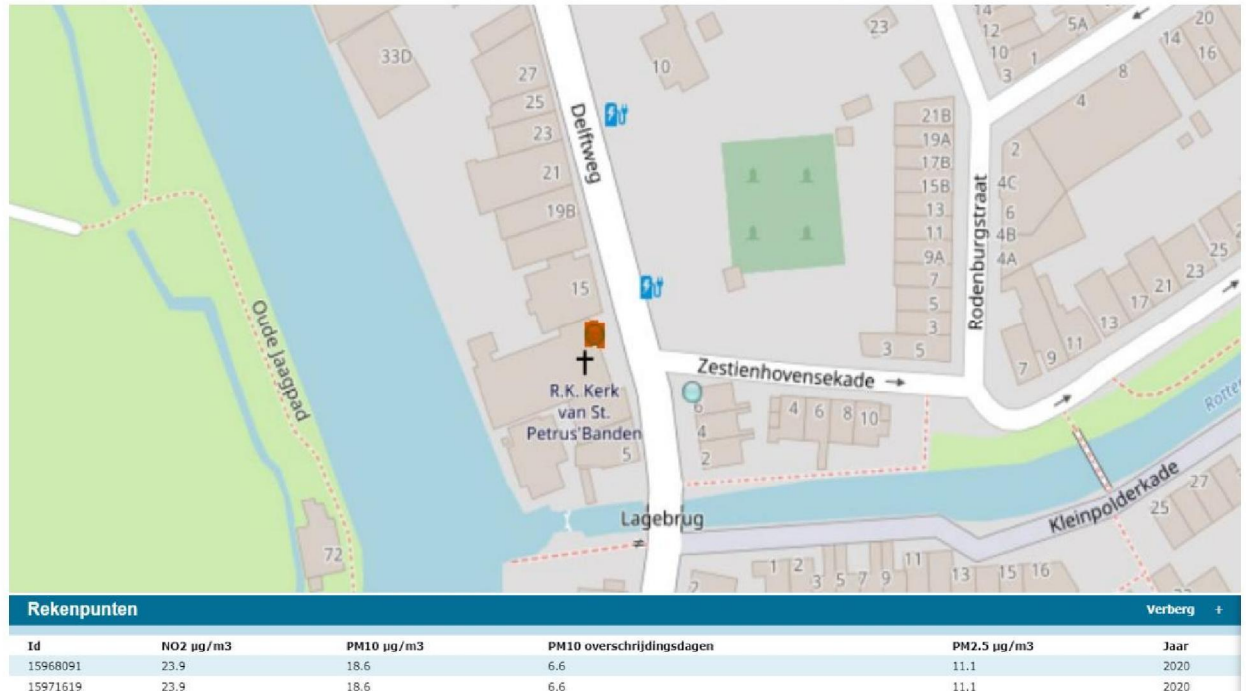 33D
27
25
23
21
19B
15
Delftweg
10
23
14
12
10
3
1
5A
20
14
16
8
4
2
21B
19A
17B
15B
13
11
9A
7
5
3
3 5
4C
6
4B
4A
Rodenburgstraat
25
23
21
17
13
11
9
7
Oude Jaagpad
R.K. Kerk
van St.
Petrus'Banden
5
Zestienhovensekade →
6
4
2
4 6 8 10
72
Lagebrug
Kleinpolderkade
27
25
1 2 3 5 7 9 11 13 15 16
Rekenpunten Verberg +
Id NO2 µg/m3 PM10 µg/m3 PM10 overschrijdingsdagen PM2.5 µg/m3 Jaar
15968091 23.9 18.6 6.6 11.1 2020
15971619 23.9 18.6 6.6 11.1 2020